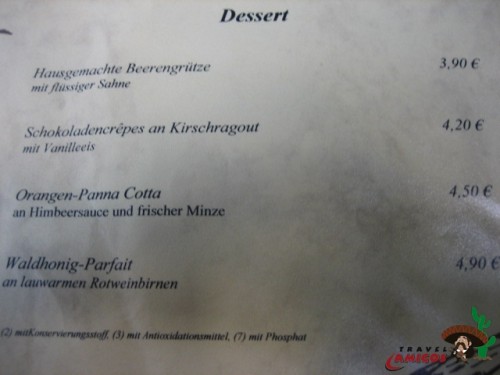 Dessert
Hausgemachte Beerengrütze 3,90 €
mit flüssiger Sahne
Schokoladencrêpes an Kirschragout 4,20 €
mit Vanilleeis
Orangen-Panna Cotta 4,50 €
an Himbeersauce und frischer Minze
Waldhonig-Parfait 4,90 €
an lauwarmen Rotweinbirnen
(2) mitKonservierungsstoff, (3) mit Antioxidationsmittel, (7) mit Phosphat
TRAVEL
AMIGOS